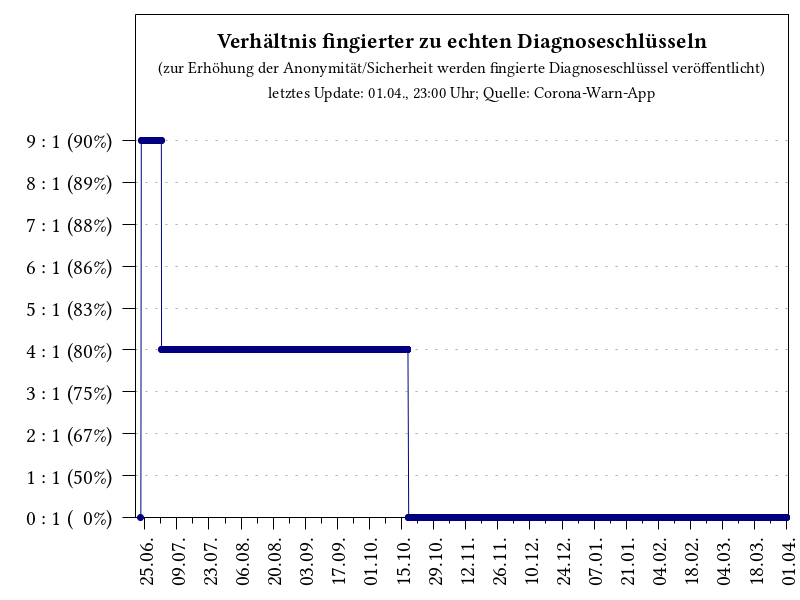 Verhältnis fingierter zu echten Diagnoseschlüsseln
(zur Erhöhung der Anonymität/Sicherheit werden fingierte Diagnoseschlüssel veröffentlicht)
letztes Update: 01.04., 23:00 Uhr; Quelle: Corona-Warn-App
9 : 1 (90%)
8 : 1 (89%)
7 : 1 (88%)
6 : 1 (86%)
5 : 1 (83%)
4 : 1 (80%)
3 : 1 (75%)
2 : 1 (67%)
1 : 1 (50%)
0 : 1 ( 0%)
25.06.
09.07.
23.07.
06.08.
20.08.
03.09.
17.09.
01.10.
15.10.
29.10.
12.11.
26.11.
10.12.
24.12.
07.01.
21.01.
04.02.
18.02.
04.03.
18.03.
01.04.